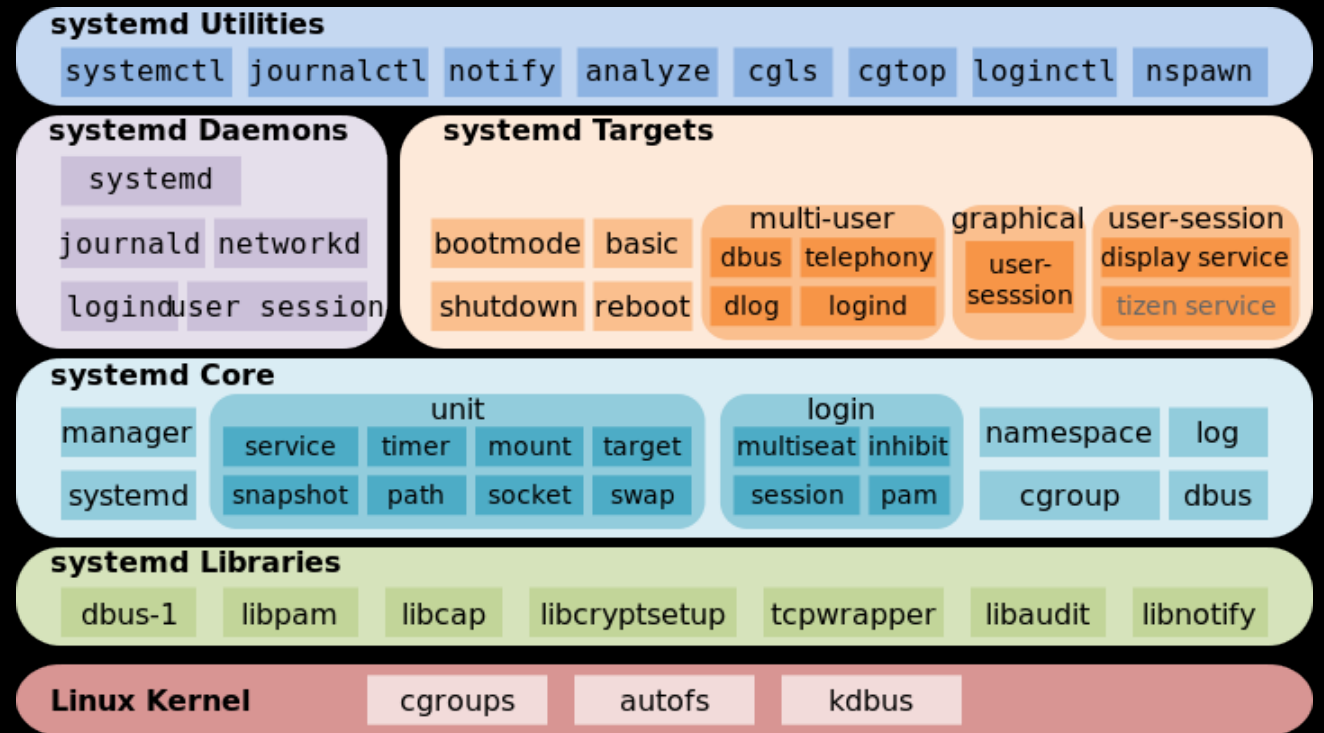 systemd Utilities
systemctl journalctl notify analyze cgls cgtop loginctl nspawn
systemd Daemons
systemd
journald networkd
logind user session
systemd Targets
bootmode basic
shutdown reboot
multi-user
dbus telephony
dlog logind
graphical
user-
sesssion
user-session
display service
tizen service
systemd Core
manager
systemd
unit
service timer mount target
snapshot path socket swap
login
multiseat inhibit
session pam
namespace log
cgroup dbus
systemd Libraries
dbus-1 libpam libcap libcryptsetup tcpwrapper libaudit libnotify
Linux Kernel cgroups autofs kdbus